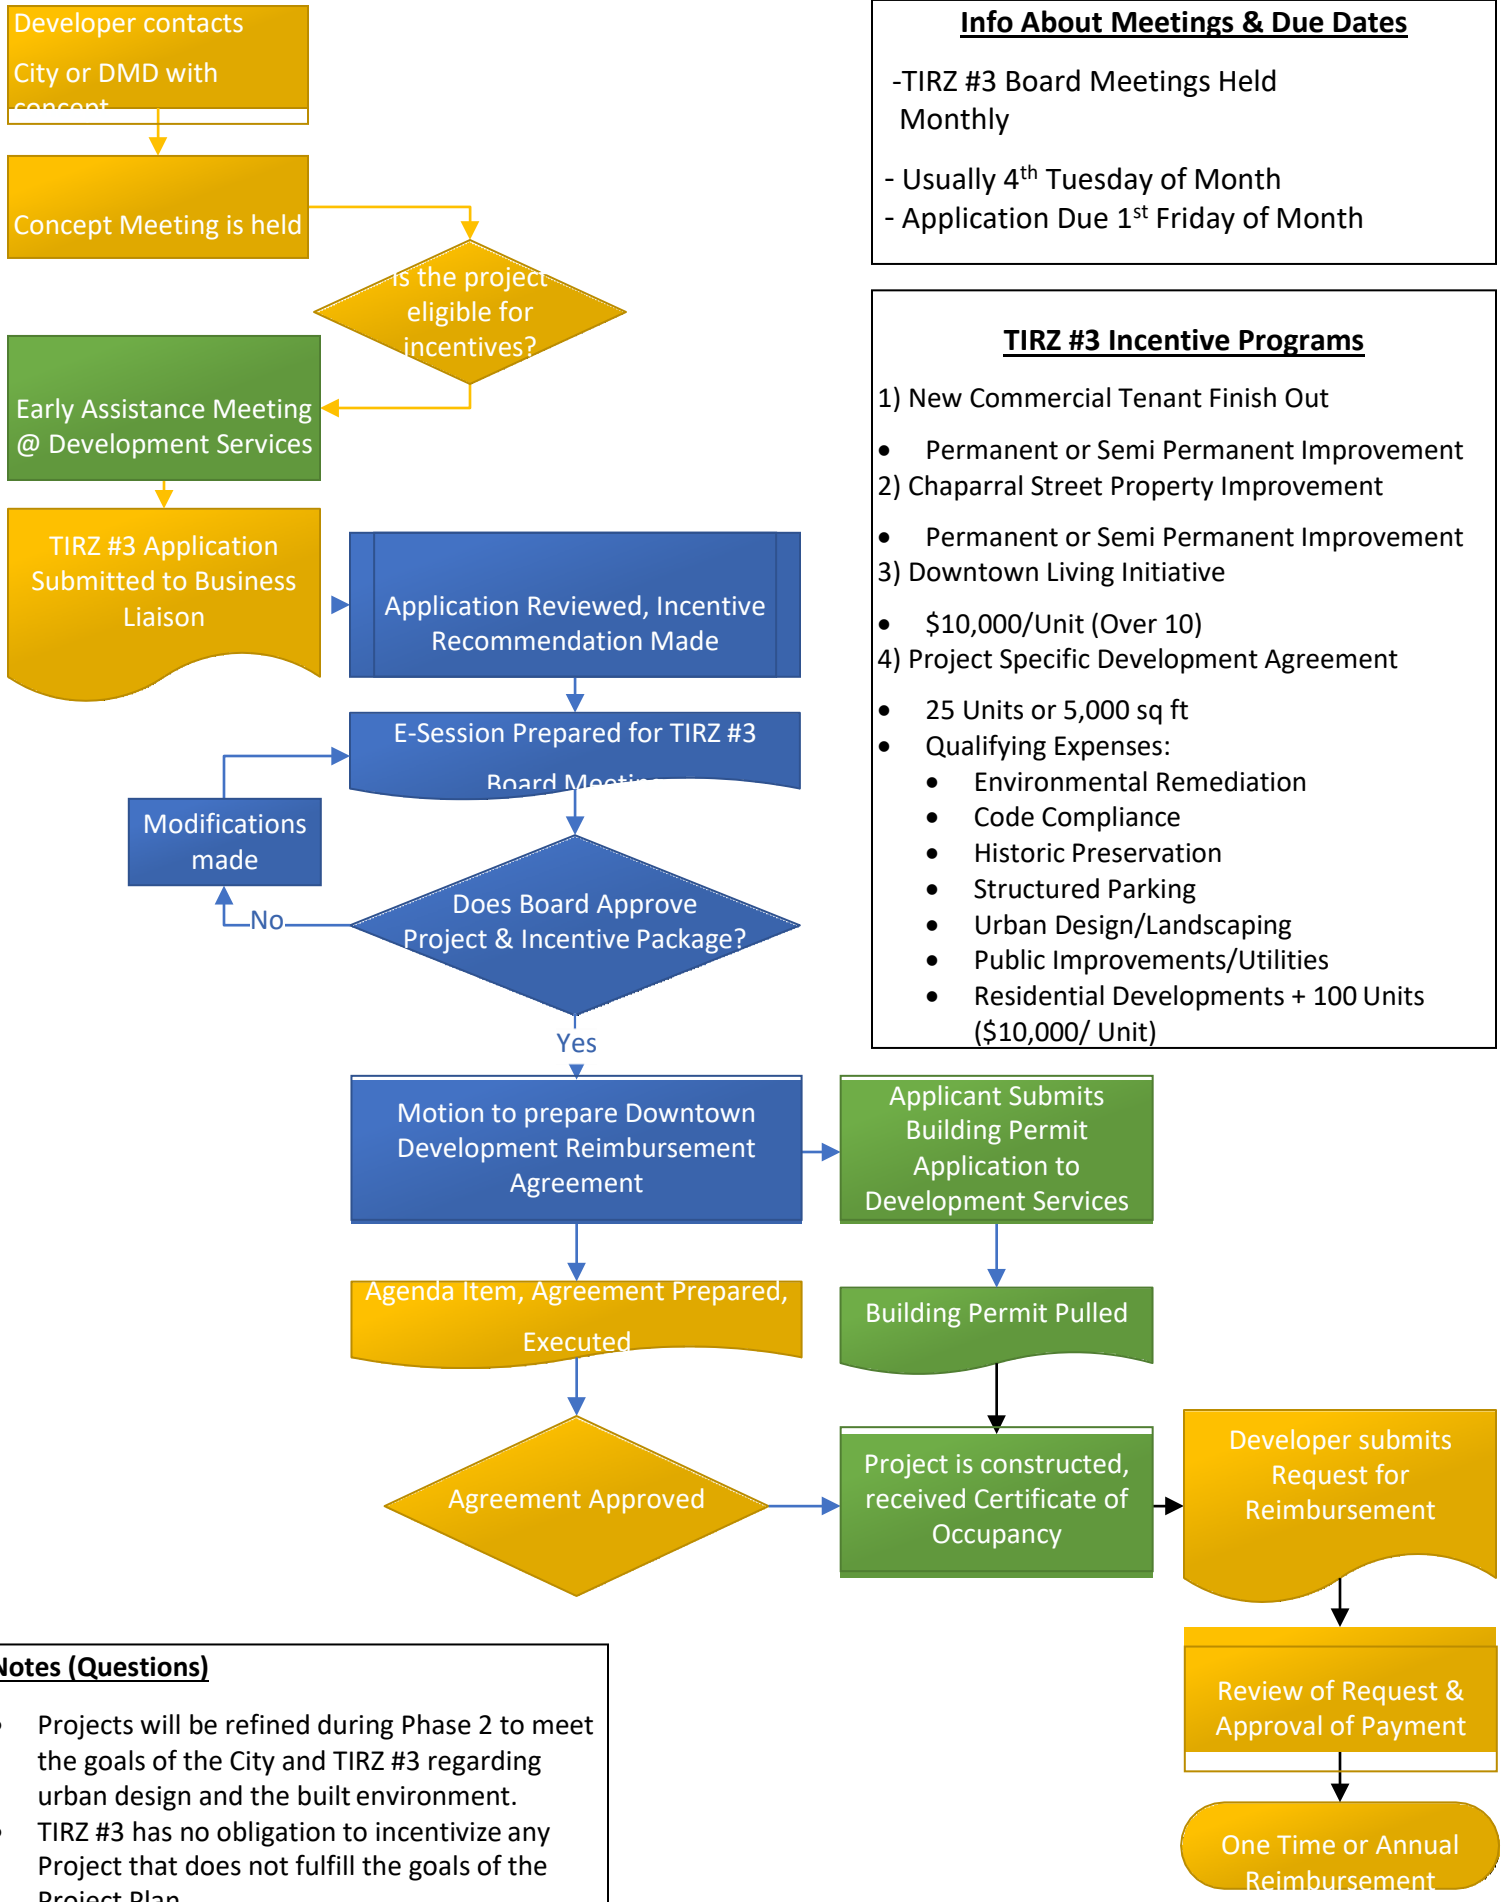 Developer contacts
City or DMD with
concept
Concept Meeting is held
Is the project
eligible for
incentives?
Early Assistance Meeting
@ Development Services
TIRZ #3 Application
Submitted to Business
Liaison
Application Reviewed, Incentive
Recommendation Made
E-Session Prepared for TIRZ #3
Board Meeting
Modifications
made
No
Does Board Approve
Project & Incentive Package?
Yes
Motion to prepare Downtown
Development Reimbursement
Agreement
Applicant Submits
Building Permit
Application to
Development Services
Agenda Item, Agreement Prepared,
Executed
Building Permit Pulled
Agreement Approved
Project is constructed,
received Certificate of
Occupancy
Developer submits
Request for
Reimbursement
Review of Request &
Approval of Payment
One Time or Annual
Reimbursement
Info About Meetings & Due Dates
-TIRZ #3 Board Meetings Held
Monthly
- Usually 4th Tuesday of Month
- Application Due 1st Friday of Month
TIRZ #3 Incentive Programs
1) New Commercial Tenant Finish Out
• Permanent or Semi Permanent Improvement
2) Chaparral Street Property Improvement
• Permanent or Semi Permanent Improvement
3) Downtown Living Initiative
• $10,000/Unit (Over 10)
4) Project Specific Development Agreement
• 25 Units or 5,000 sq ft
• Qualifying Expenses:
• Environmental Remediation
• Code Compliance
• Historic Preservation
• Structured Parking
• Urban Design/Landscaping
• Public Improvements/Utilities
• Residential Developments + 100 Units
($10,000/ Unit)
Notes (Questions)
• Projects will be refined during Phase 2 to meet
the goals of the City and TIRZ #3 regarding
urban design and the built environment.
• TIRZ #3 has no obligation to incentivize any
Project that does not fulfill the goals of the
Project Plan